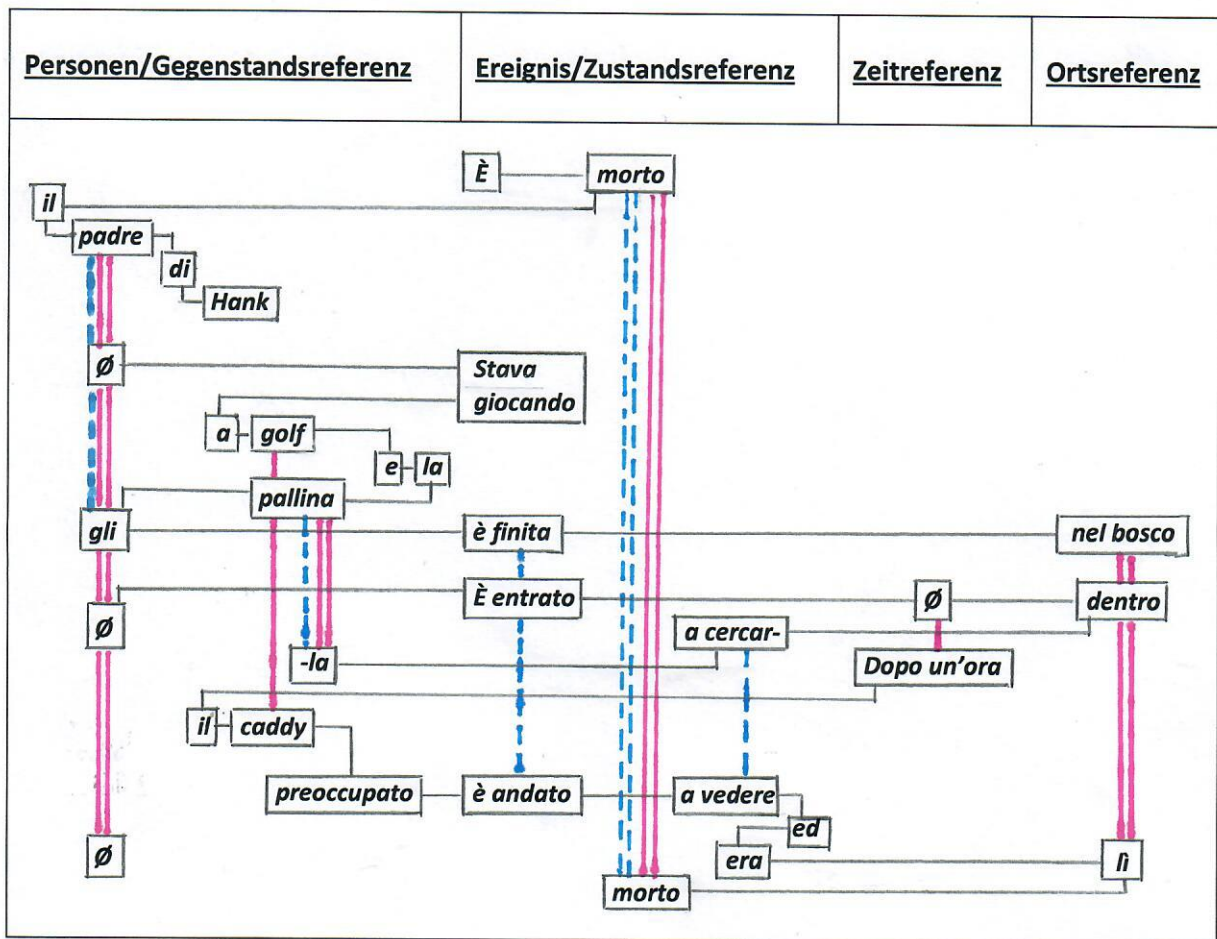 Personen/Gegenstandsreferenz
Ereignis/Zustandsreferenz
Zeitreferenz
Ortsreferenz
È
morto
il
padre
di
Hank
Ø
Stava
giocando
a
golf
e
la
pallina
gli
è finita
nel bosco
Ø
È entrato
Ø
dentro
a cercar-
-la
Dopo un'ora
il
caddy
preoccupato
è andato
a vedere
ed
era
lì
Ø
morto